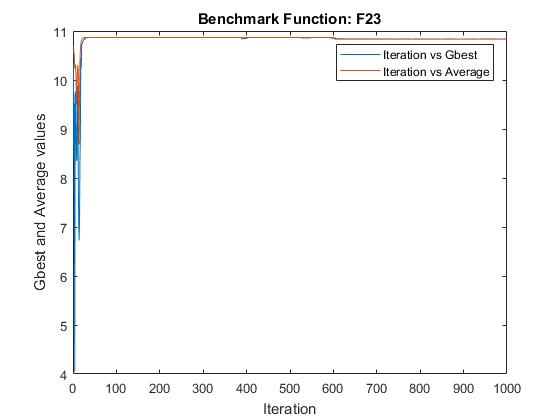 Benchmark Function: F23
11
10
9
8
7
6
5
4
Gbest and Average values
Iteration vs Gbest
Iteration vs Average
0 100 200 300 400 500 600 700 800 900 1000
Iteration